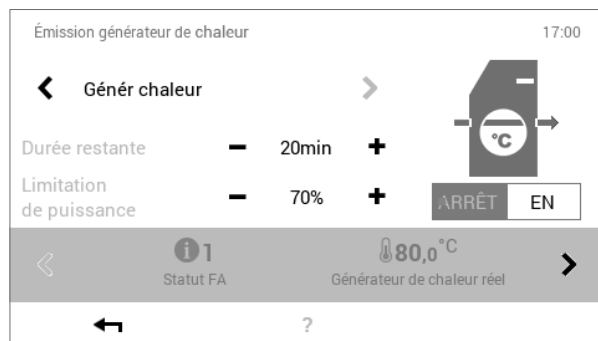 Émission générateur de chaleur 17:00
Génér chaleur
°C
Durée restante − 20min +
Limitation
de puissance − 70% +
ARRÊT EN
1 80,0°C
Statut FA Générateur de chaleur réel
?